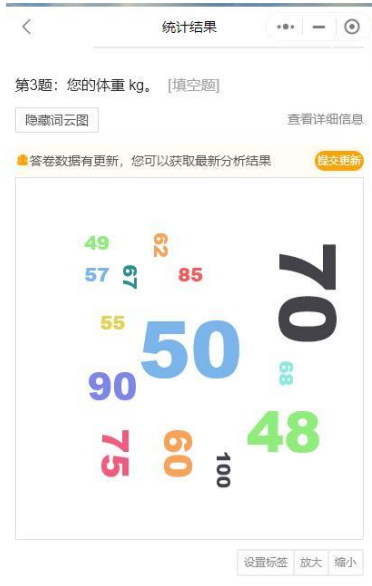 统计结果
第3题：您的体重 kg。 [填空题]
隐藏词云图 查看详细信息
答卷数据有更新，您可以获取最新分析结果 提交更新
49 62
57 67 85
70
55
50
68
90
48
75 60 100
设置标签 放大 缩小